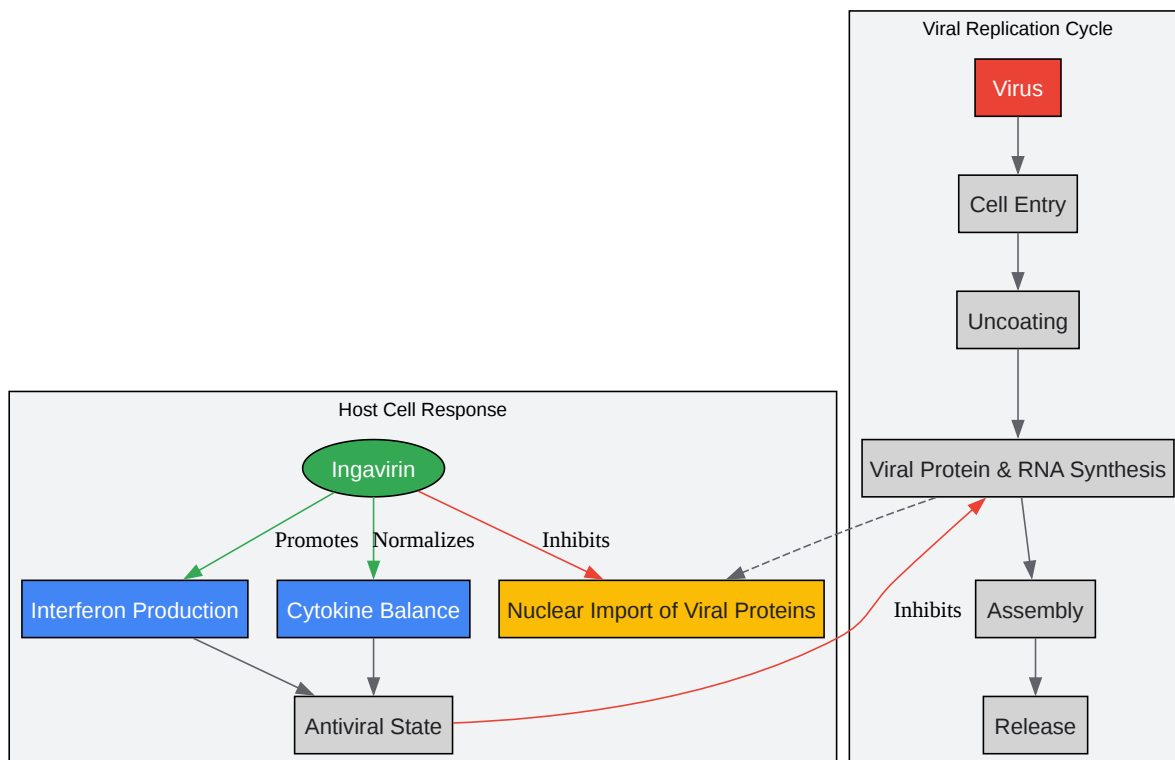 Viral Replication Cycle
Virus
Cell Entry
Uncoating
Host Cell Response
Ingavirin
Viral Protein & RNA Synthesis
Promotes
Normalizes
Inhibits
Interferon Production
Cytokine Balance
Nuclear Import of Viral Proteins
Inhibits
Assembly
Antiviral State
Release